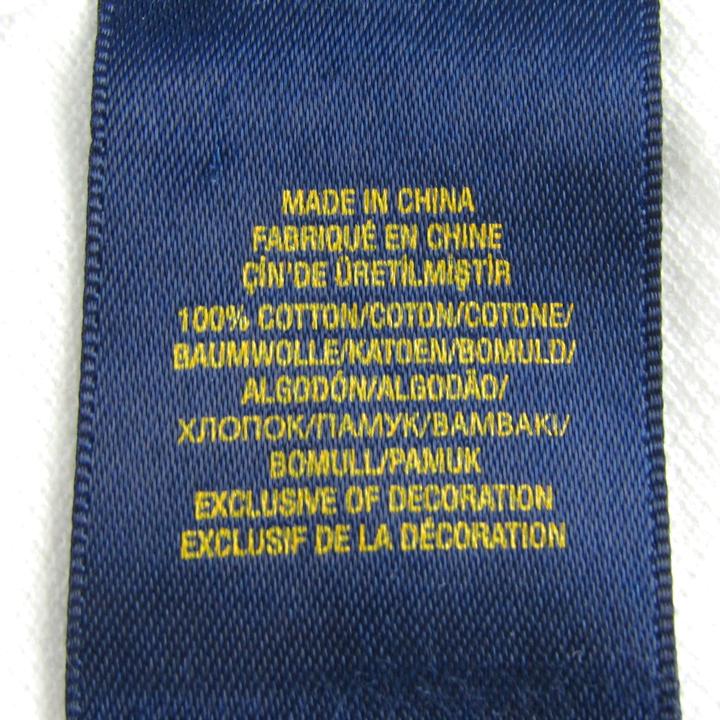 MADE IN CHINA
FABRIQUÉ EN CHINE
ÇİN'DE ÜRETİLMİŞTİR
100% COTTON/COTON/COTONE/
BAUMWOLLE/KATOEN/BOMULD/
ALGODÓN/ALGODÃO/
ХЛОПОК/ПАМУК/ΒΑΜΒΑΚΙ/
BOMULL/PAMUK
EXCLUSIVE OF DECORATION
EXCLUSIF DE LA DÉCORATION